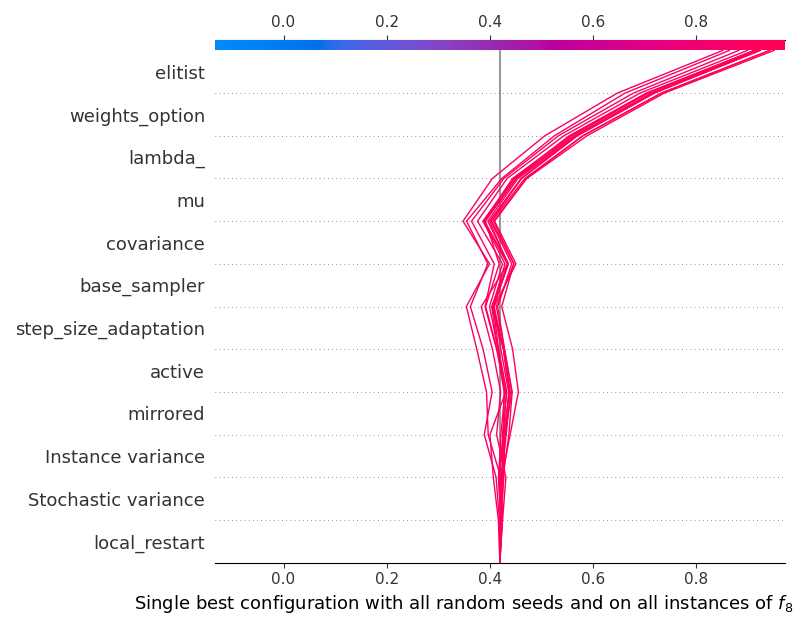 0.0 0.2 0.4 0.6 0.8
elitist
weights_option
lambda_
mu
covariance
base_sampler
step_size_adaptation
active
mirrored
Instance variance
Stochastic variance
local_restart
0.0 0.2 0.4 0.6 0.8
Single best configuration with all random seeds and on all instances of f₈